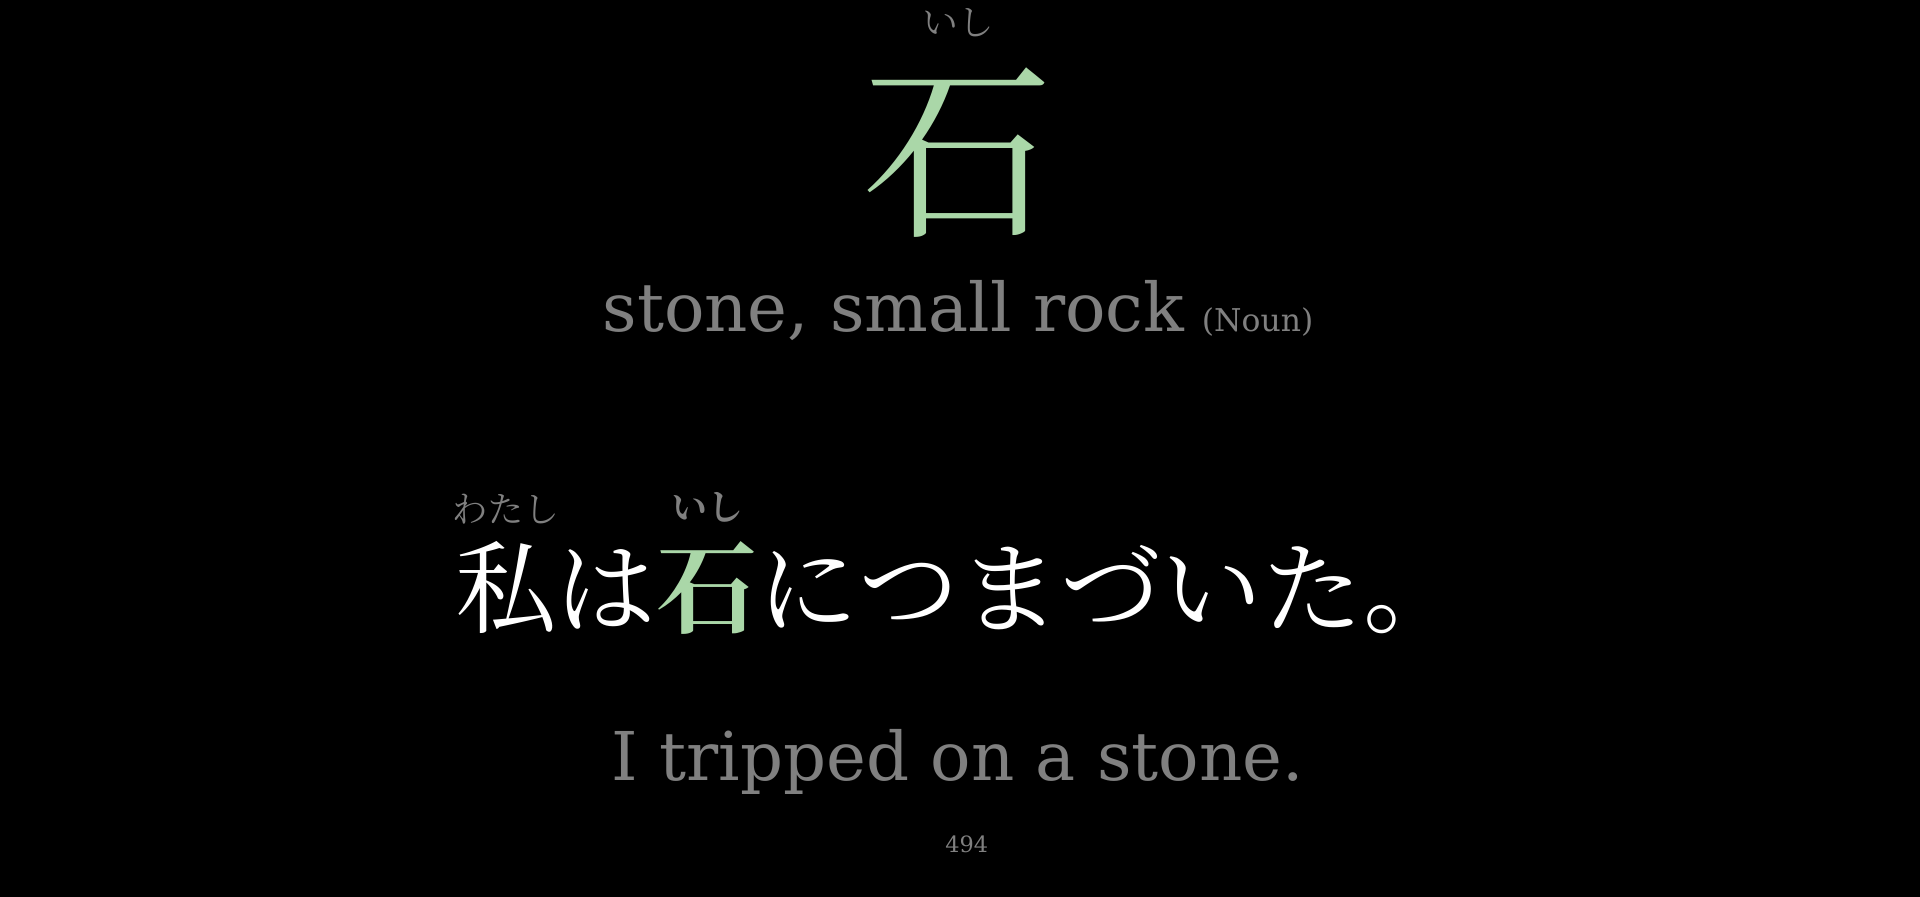 いし
石
stone, small rock (Noun)
わたし いし
私は石につまづいた。
I tripped on a stone.
494